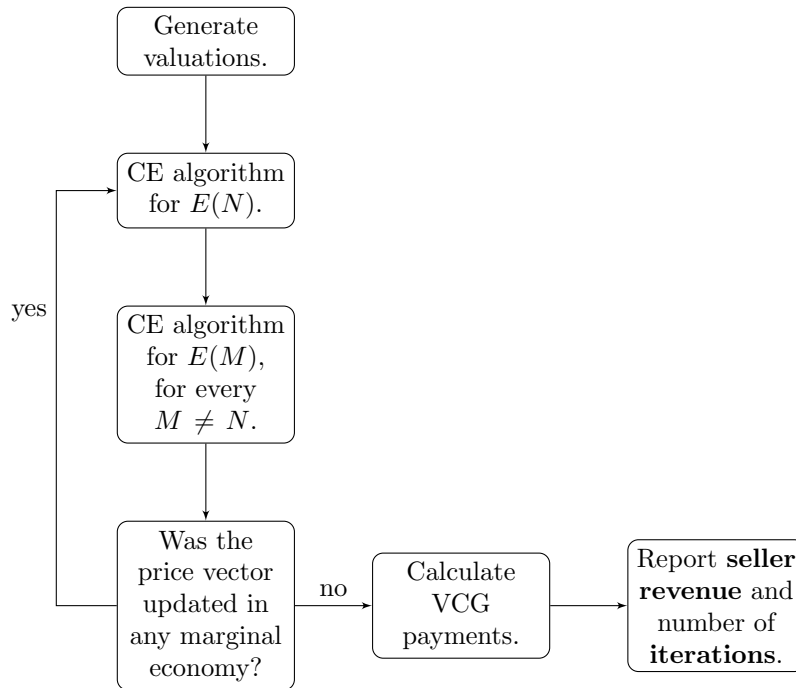 Generate
valuations.
CE algorithm
for E(N).
yes
CE algorithm
for E(M),
for every
M ≠ N.
Was the
price vector
updated in
any marginal
economy?
no
Calculate
VCG
payments.
Report seller
revenue and
number of
iterations.